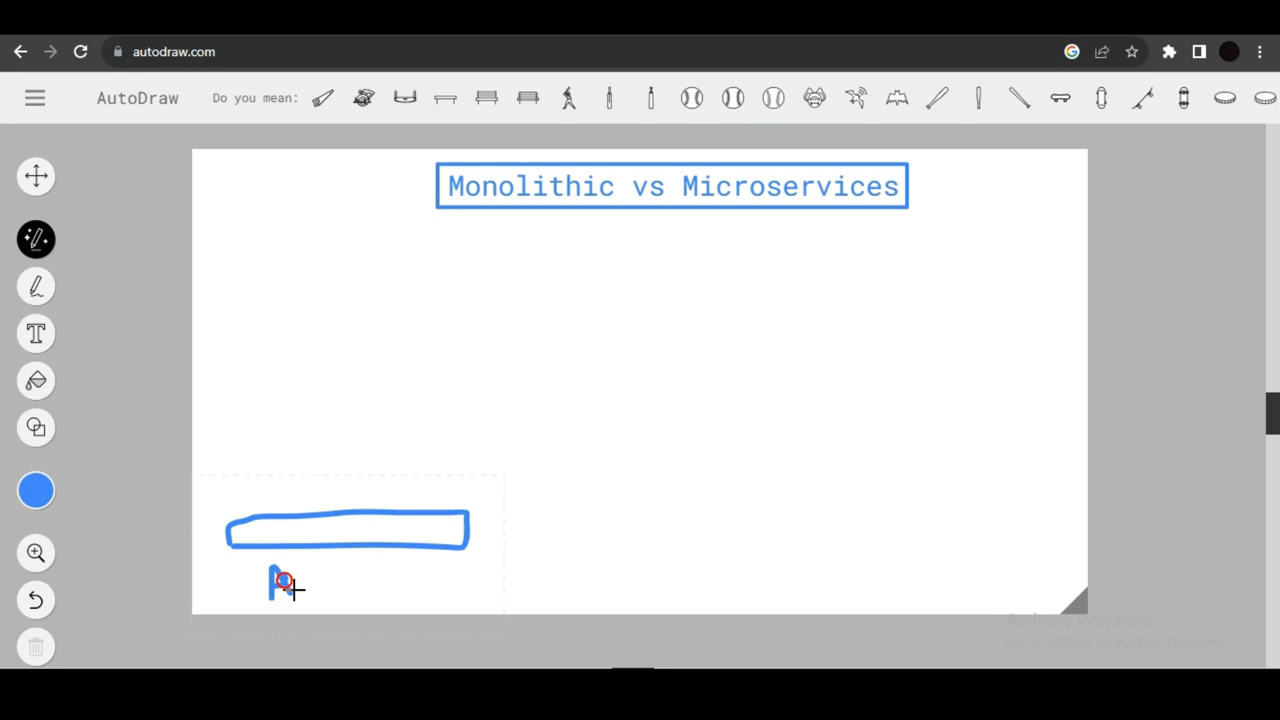 autodraw.com
AutoDraw
Do you mean:
Monolithic vs Microservices
Activate Windows
Go to Settings to activate Windows.